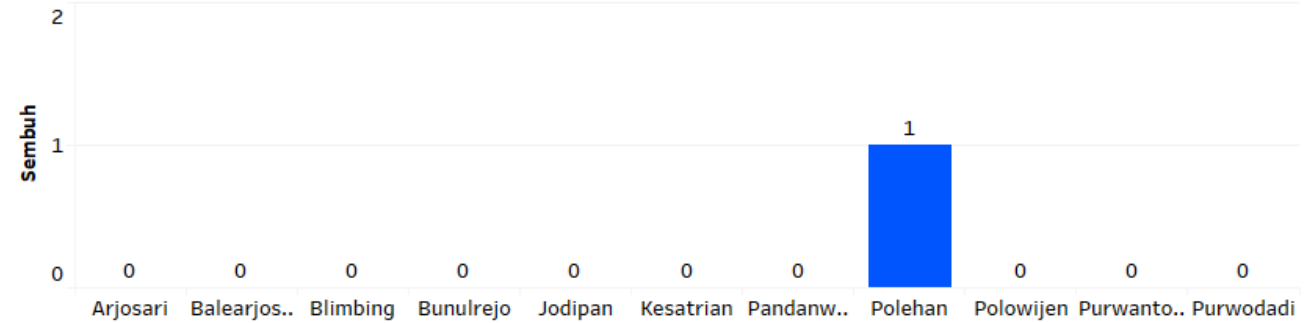 2
Sembuh
1
1
0
0 0 0 0 0 0 0 0 0 0
Arjosari Balearjos.. Blimbing Bunulrejo Jodipan Kesatrian Pandanw.. Polehan Polowijen Purwanto.. Purwodadi